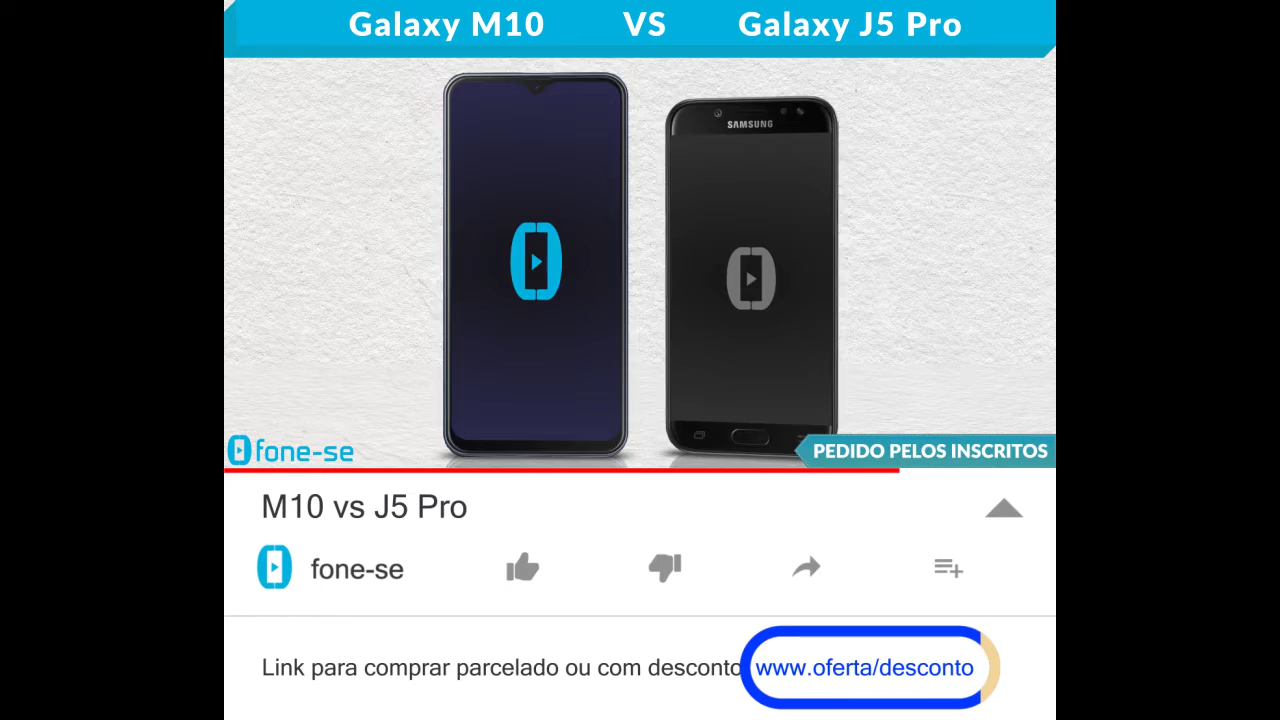 Galaxy M10 VS Galaxy J5 Pro
SAMSUNG
fone-se
PEDIDO PELOS INSCRITOS
M10 vs J5 Pro
fone-se
Link para comprar parcelado ou com desconto www.oferta/desconto